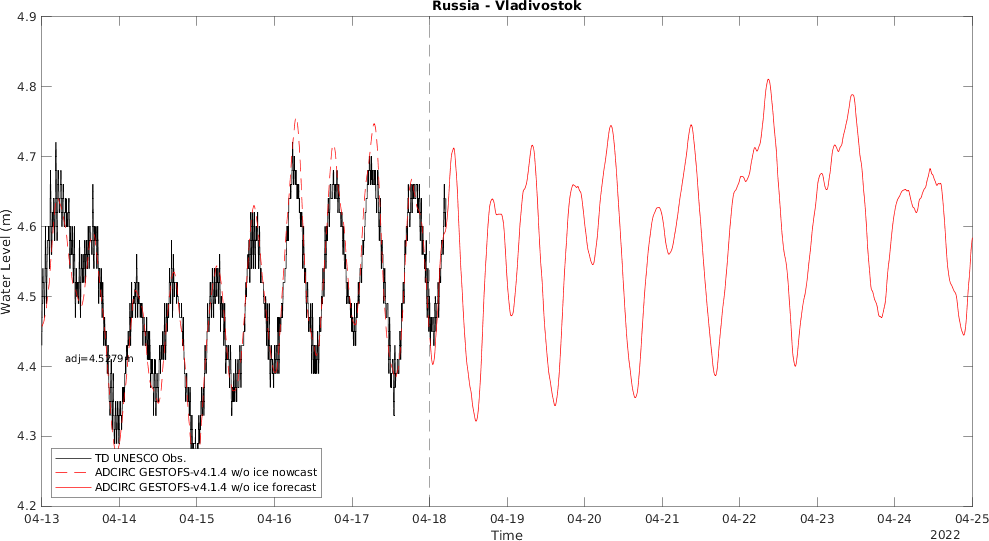 Russia - Vladivostok
4.9
4.8
4.7
4.6
4.5
4.4
4.3
4.2
Water Level (m)
adj=4.5279m
TD UNESCO Obs.
ADCIRC GESTOFS-v4.1.4 w/o ice nowcast
ADCIRC GESTOFS-v4.1.4 w/o ice forecast
04-13 04-14 04-15 04-16 04-17 04-18 04-19 04-20 04-21 04-22 04-23 04-24 04-25
Time
2022